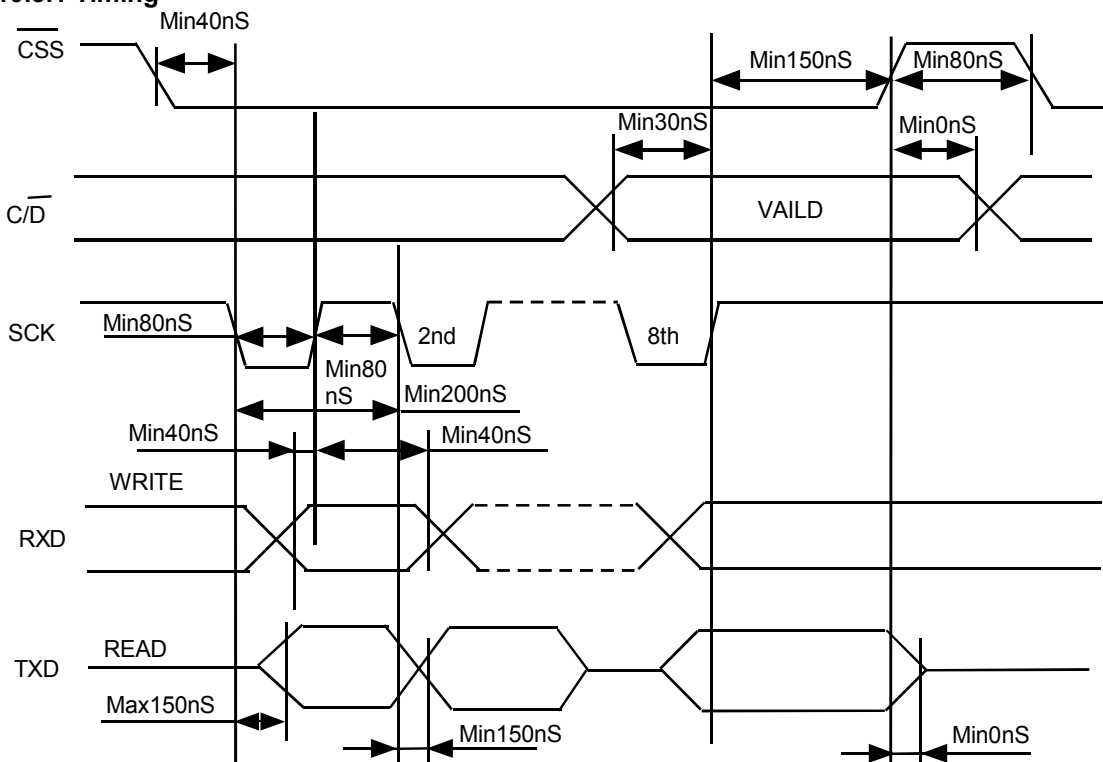 Min40nS
CSS
Min150nS
Min80nS
Min30nS
Min0nS
C/D
VAILD
SCK
Min80nS
2nd
8th
Min80
nS
Min200nS
Min40nS
Min40nS
WRITE
RXD
READ
TXD
Max150nS
Min150nS
Min0nS